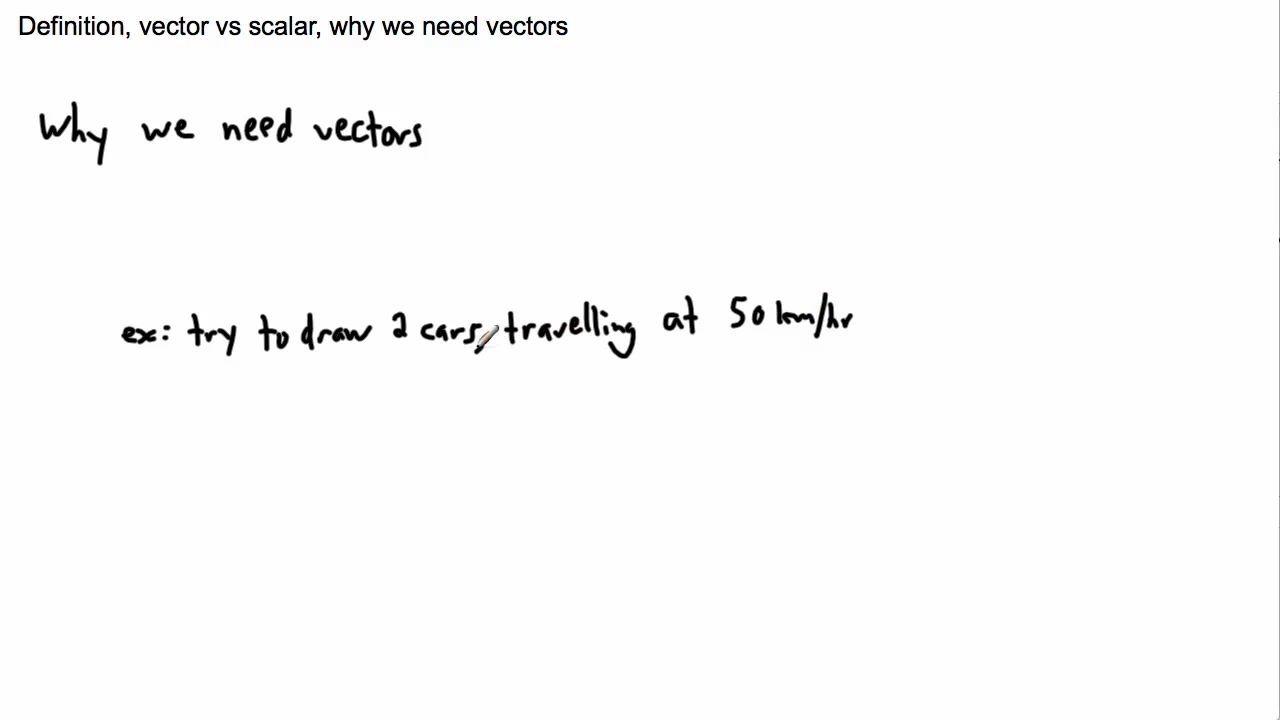 Definition, vector vs scalar, why we need vectors
Why we need vectors
ex: try to draw 2 cars, travelling at 50 km/hr